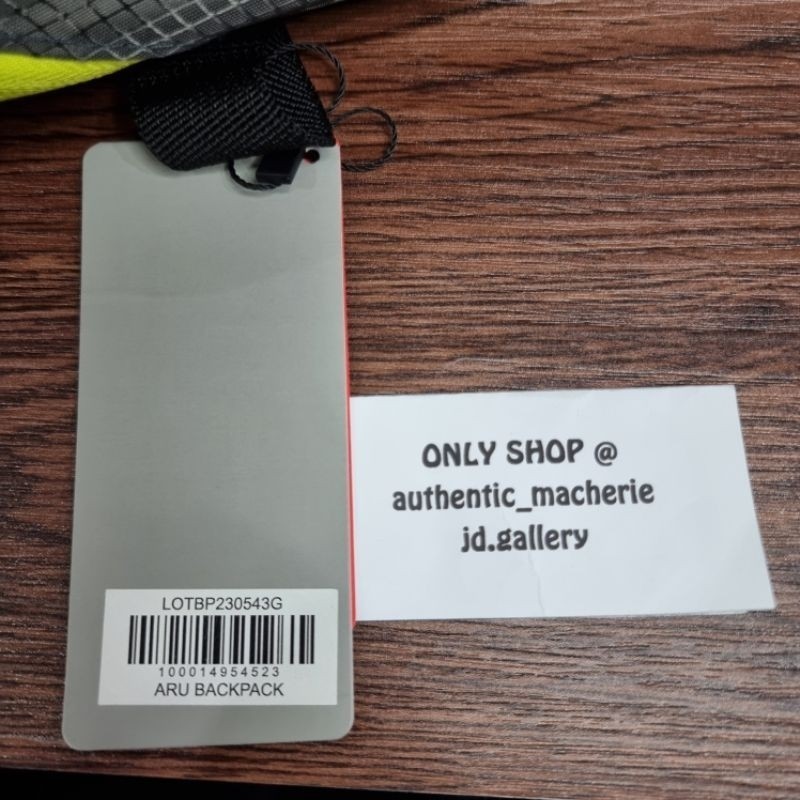 LOTBP230543G
100014954523
ARU BACKPACK
ONLY SHOP @
authentic_macherie
jd.gallery